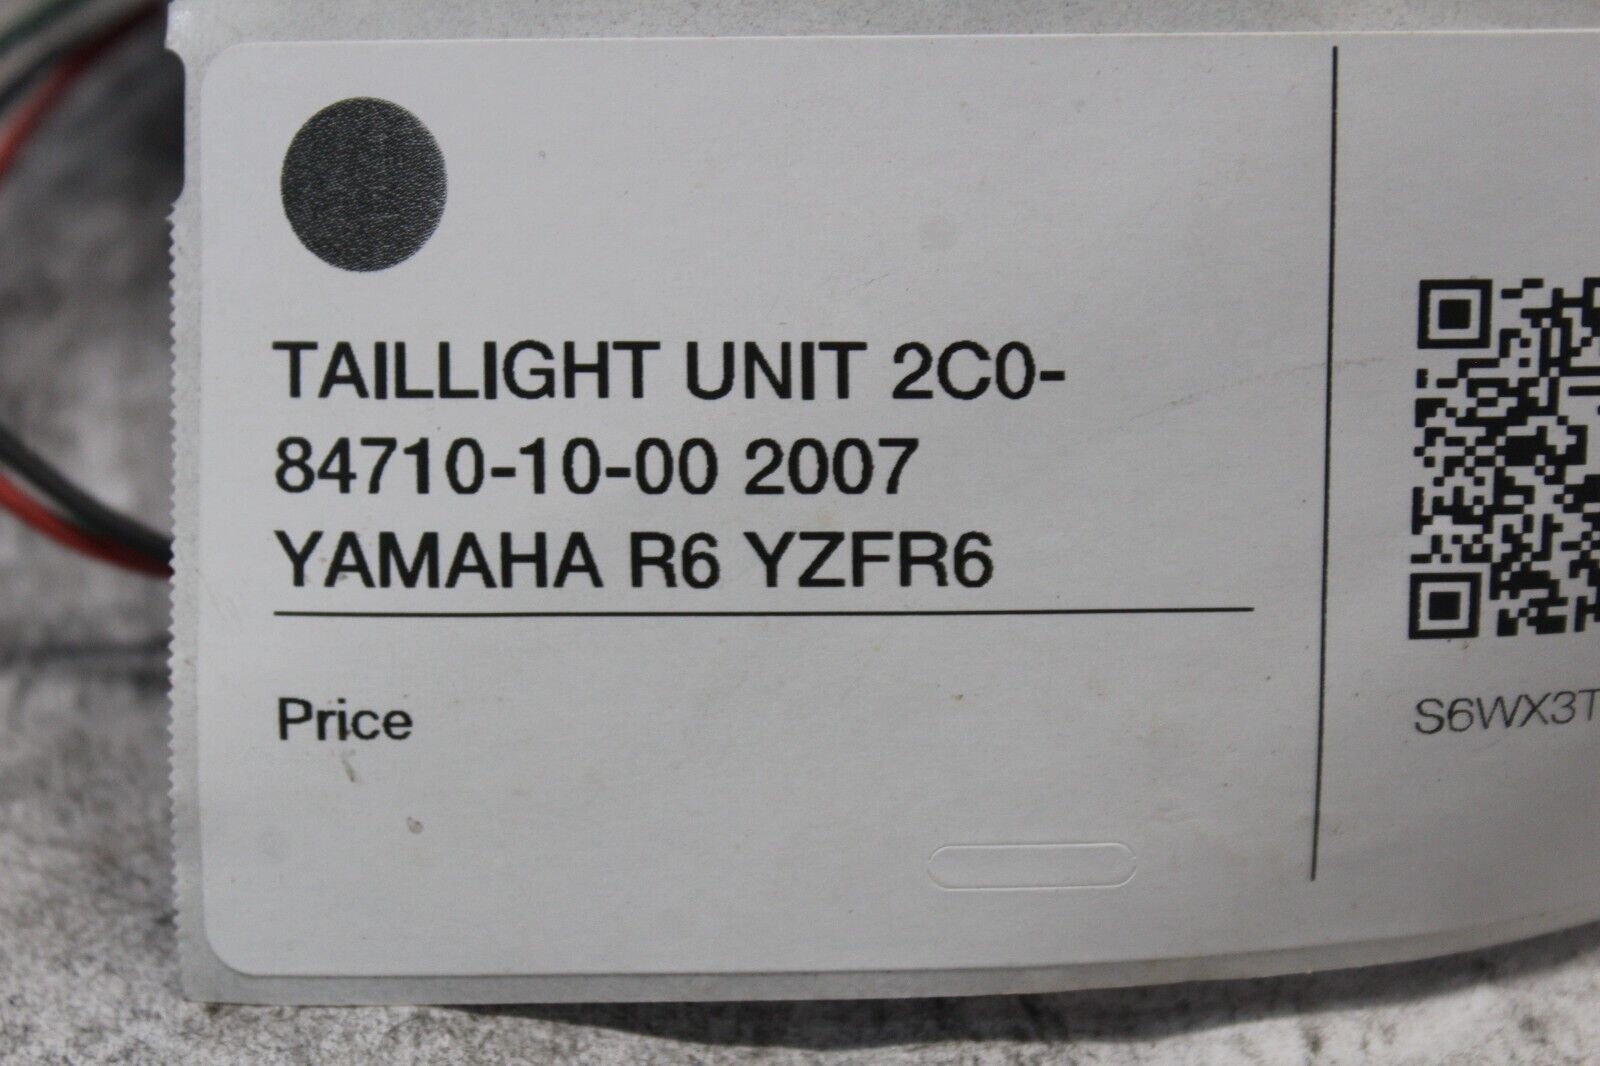 TAILLIGHT UNIT 2C0-
84710-10-00 2007
YAMAHA R6 YZFR6
Price
S6WX3T